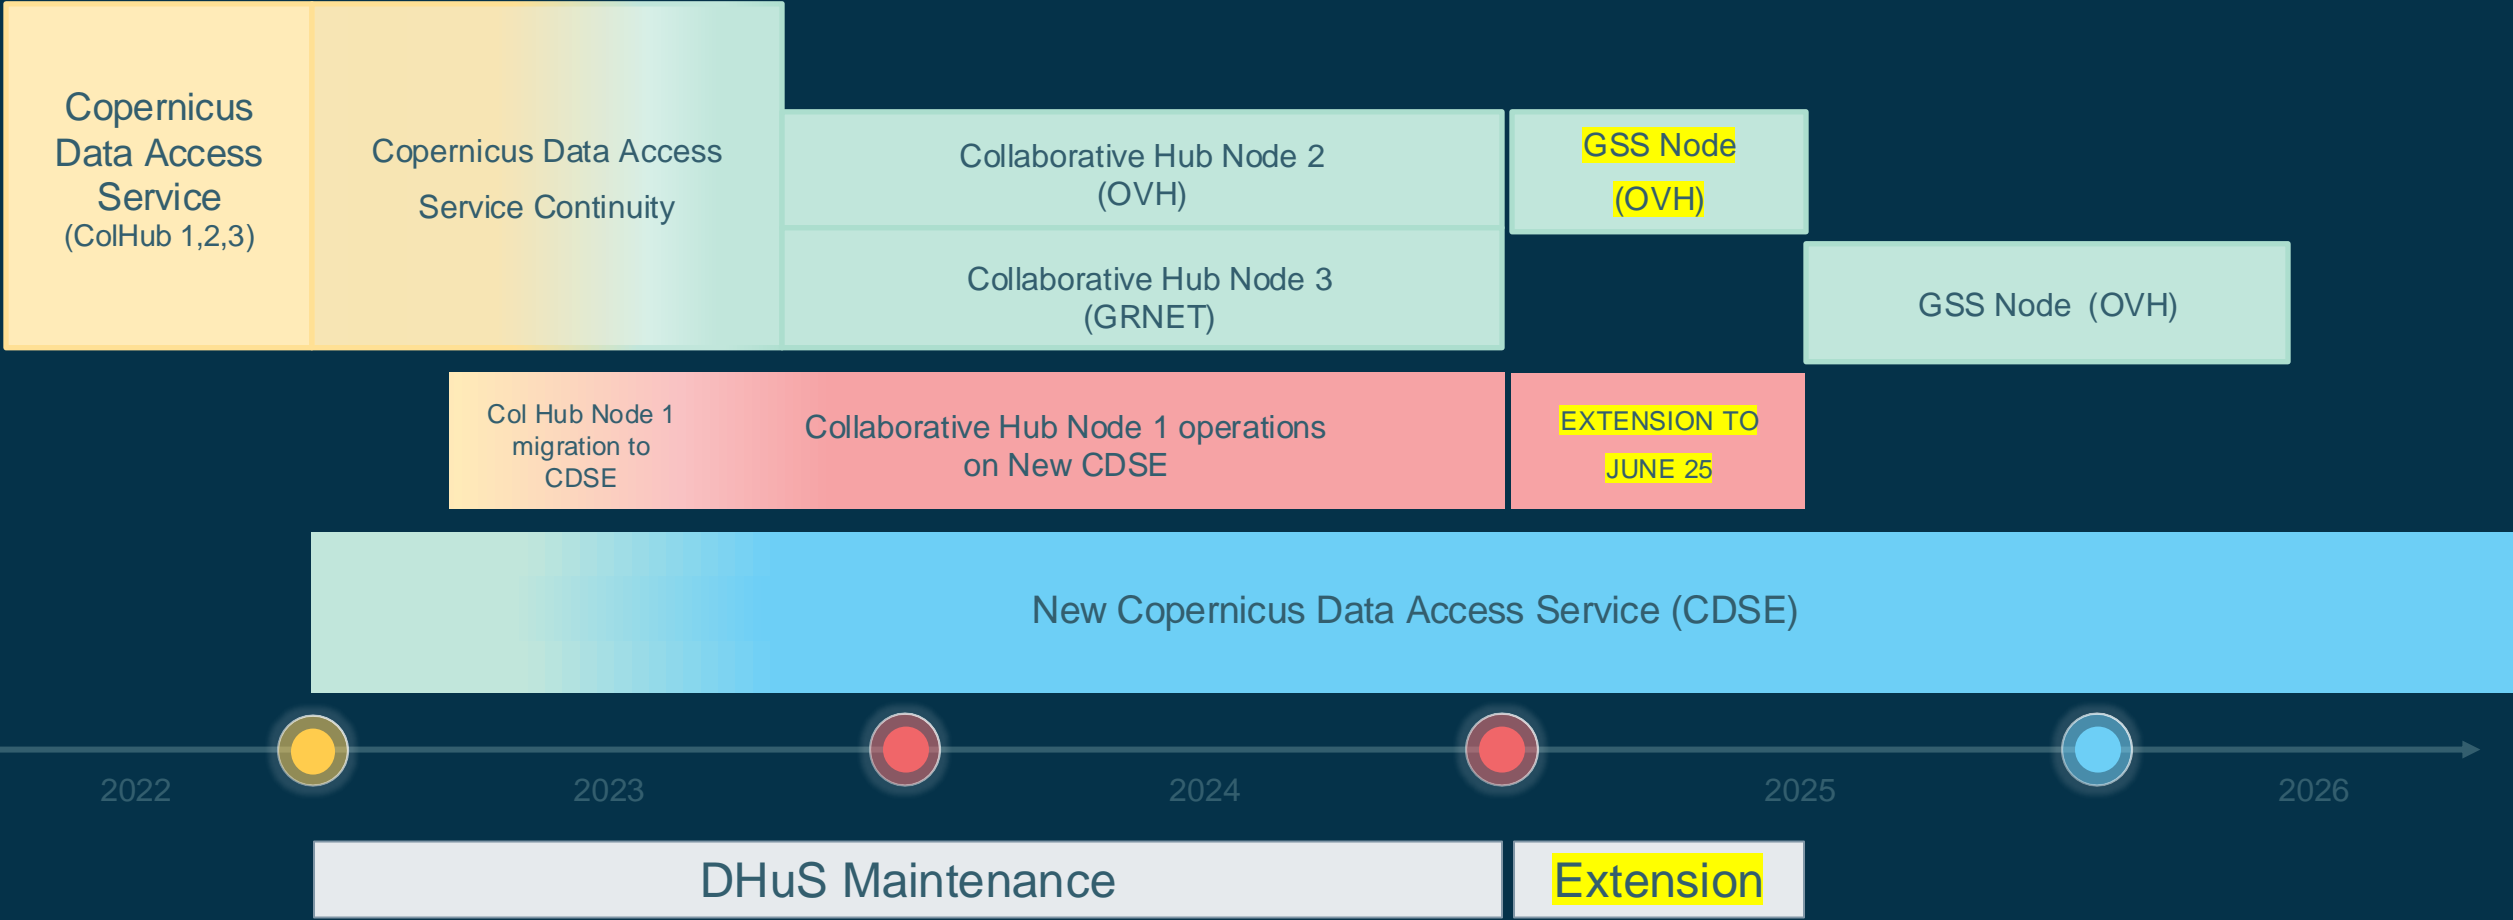 Copernicus
Data Access
Service
(ColHub 1,2,3)
Copernicus Data Access
Service Continuity
Collaborative Hub Node 2
(OVH)
Collaborative Hub Node 3
(GRNET)
GSS Node
(OVH)
GSS Node (OVH)
Col Hub Node 1
migration to
CDSE
Collaborative Hub Node 1 operations
on New CDSE
EXTENSION TO
JUNE 25
New Copernicus Data Access Service (CDSE)
2022
2023
2024
2025
2026
DHuS Maintenance
Extension